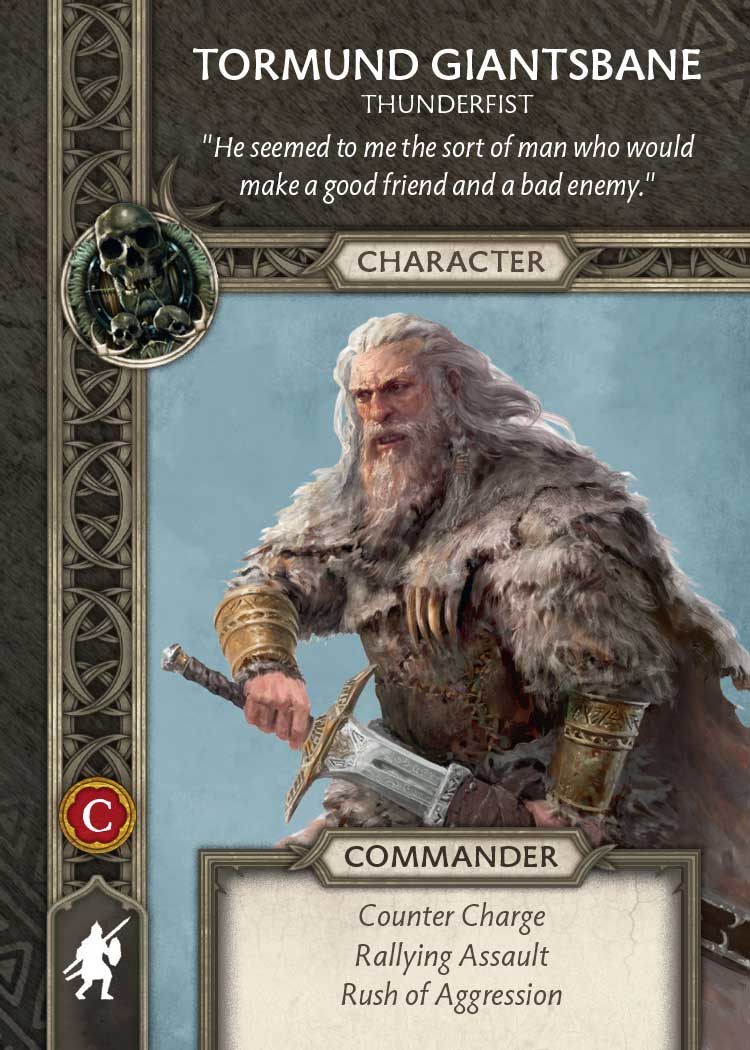 TORMUND GIANTSBANE
THUNDERFIST
"He seemed to me the sort of man who would
make a good friend and a bad enemy."
CHARACTER
C
COMMANDER
Counter Charge
Rallying Assault
Rush of Aggression